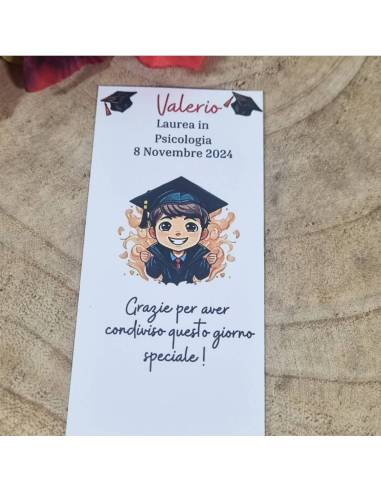 Valerio
Laurea in
Psicologia
8 Novembre 2024
Grazie per aver
condiviso questo giorno
speciale !